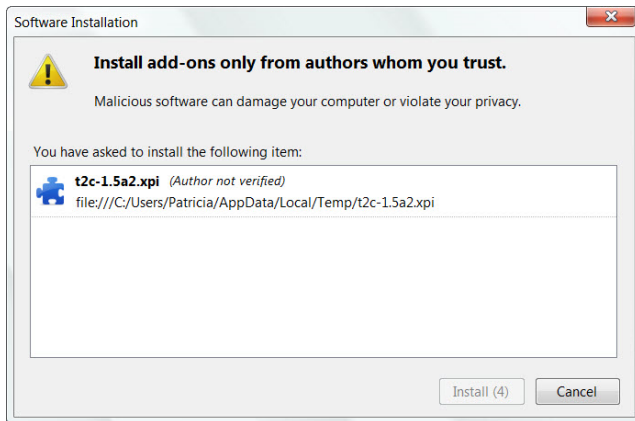 Software Installation
Install add-ons only from authors whom you trust.
Malicious software can damage your computer or violate your privacy.
You have asked to install the following item:
t2c-1.5a2.xpi (Author not verified)
file:///C:/Users/Patricia/AppData/Local/Temp/t2c-1.5a2.xpi
Install (4) Cancel